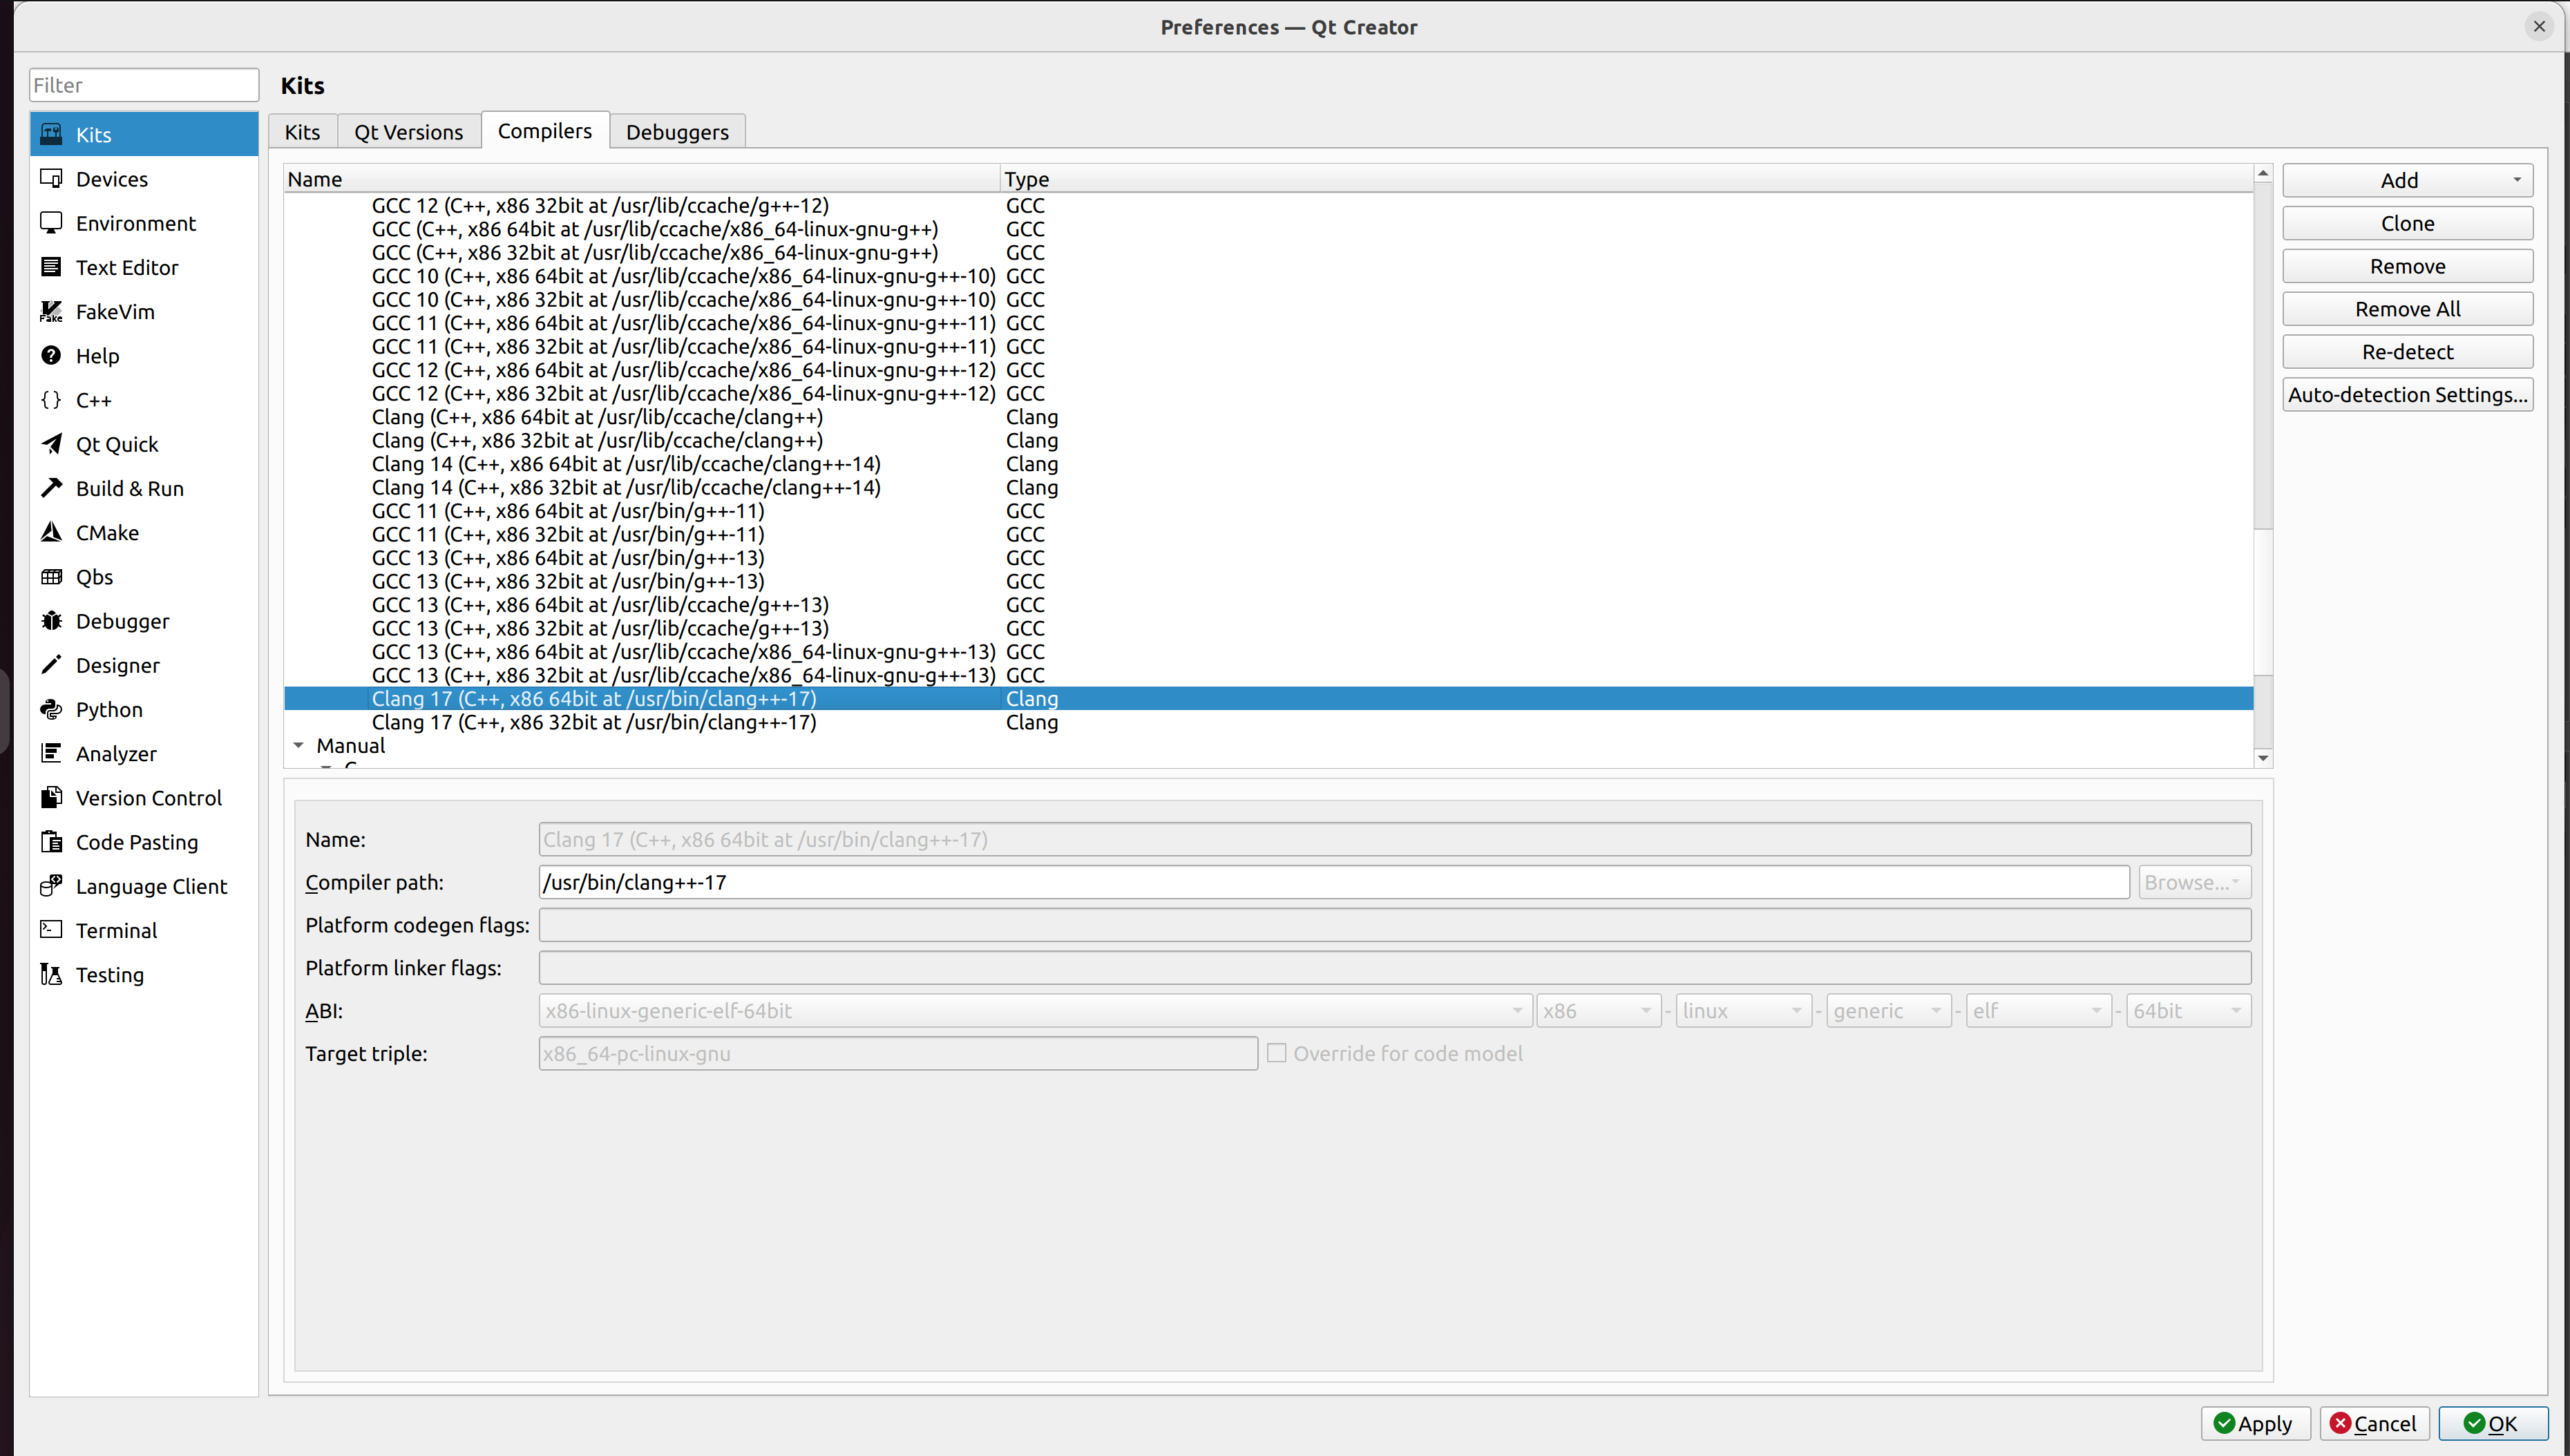 Preferences — Qt Creator
Filter
Kits
Devices
Environment
Text Editor
FakeVim
Help
C++
Qt Quick
Build & Run
CMake
Qbs
Debugger
Designer
Python
Analyzer
Version Control
Code Pasting
Language Client
Terminal
Testing
Kits
Kits Qt Versions Compilers Debuggers
Name Type
GCC 12 (C++, x86 32bit at /usr/lib/ccache/g++-12) GCC
GCC (C++, x86 64bit at /usr/lib/ccache/x86_64-linux-gnu-g++) GCC
GCC (C++, x86 32bit at /usr/lib/ccache/x86_64-linux-gnu-g++) GCC
GCC 10 (C++, x86 64bit at /usr/lib/ccache/x86_64-linux-gnu-g++-10) GCC
GCC 10 (C++, x86 32bit at /usr/lib/ccache/x86_64-linux-gnu-g++-10) GCC
GCC 11 (C++, x86 64bit at /usr/lib/ccache/x86_64-linux-gnu-g++-11) GCC
GCC 11 (C++, x86 32bit at /usr/lib/ccache/x86_64-linux-gnu-g++-11) GCC
GCC 12 (C++, x86 64bit at /usr/lib/ccache/x86_64-linux-gnu-g++-12) GCC
GCC 12 (C++, x86 32bit at /usr/lib/ccache/x86_64-linux-gnu-g++-12) GCC
Clang (C++, x86 64bit at /usr/lib/ccache/clang++) Clang
Clang (C++, x86 32bit at /usr/lib/ccache/clang++) Clang
Clang 14 (C++, x86 64bit at /usr/lib/ccache/clang++-14) Clang
Clang 14 (C++, x86 32bit at /usr/lib/ccache/clang++-14) Clang
GCC 11 (C++, x86 64bit at /usr/bin/g++-11) GCC
GCC 11 (C++, x86 32bit at /usr/bin/g++-11) GCC
GCC 13 (C++, x86 64bit at /usr/bin/g++-13) GCC
GCC 13 (C++, x86 32bit at /usr/bin/g++-13) GCC
GCC 13 (C++, x86 64bit at /usr/lib/ccache/g++-13) GCC
GCC 13 (C++, x86 32bit at /usr/lib/ccache/g++-13) GCC
GCC 13 (C++, x86 64bit at /usr/lib/ccache/x86_64-linux-gnu-g++-13) GCC
GCC 13 (C++, x86 32bit at /usr/lib/ccache/x86_64-linux-gnu-g++-13) GCC
Clang 17 (C++, x86 64bit at /usr/bin/clang++-17) Clang
Clang 17 (C++, x86 32bit at /usr/bin/clang++-17) Clang
Manual
Add
Clone
Remove
Remove All
Re-detect
Auto-detection Settings...
Name: Clang 17 (C++, x86 64bit at /usr/bin/clang++-17)
Compiler path: /usr/bin/clang++-17 Browse...
Platform codegen flags:
Platform linker flags:
ABI: x86-linux-generic-elf-64bit x86 - linux - generic - elf - 64bit
Target triple: x86_64-pc-linux-gnu Override for code model
Apply Cancel OK